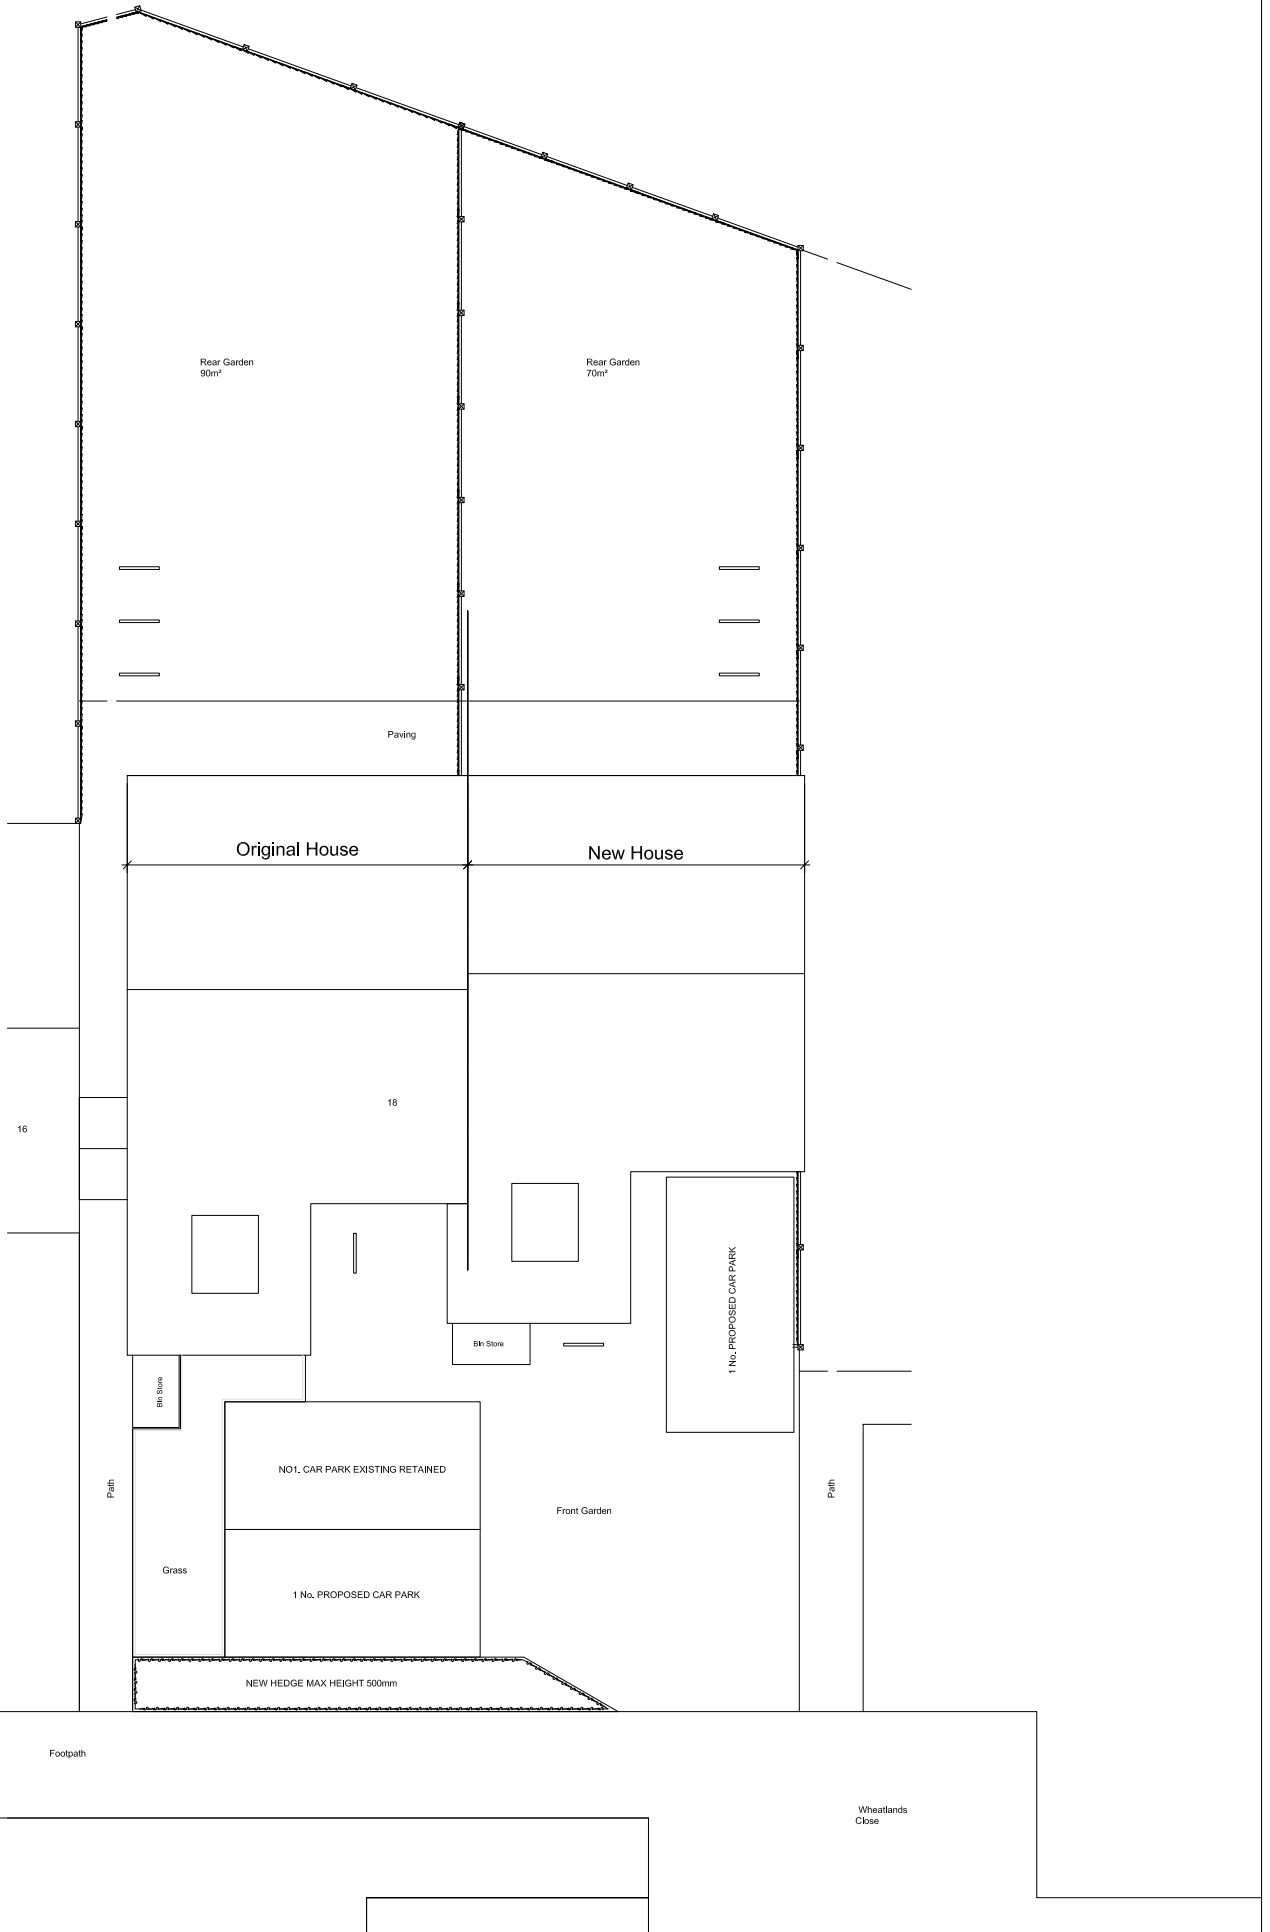 Rear Garden
90m²
Rear Garden
70m²
Paving
Original House
New House
18
16
1 No. PROPOSED CAR PARK
Bin Store
Bin Store
NO1. CAR PARK EXISTING RETAINED
Path
Path
Front Garden
Grass
1 No. PROPOSED CAR PARK
NEW HEDGE MAX HEIGHT 500mm
Footpath
Wheatlands
Close